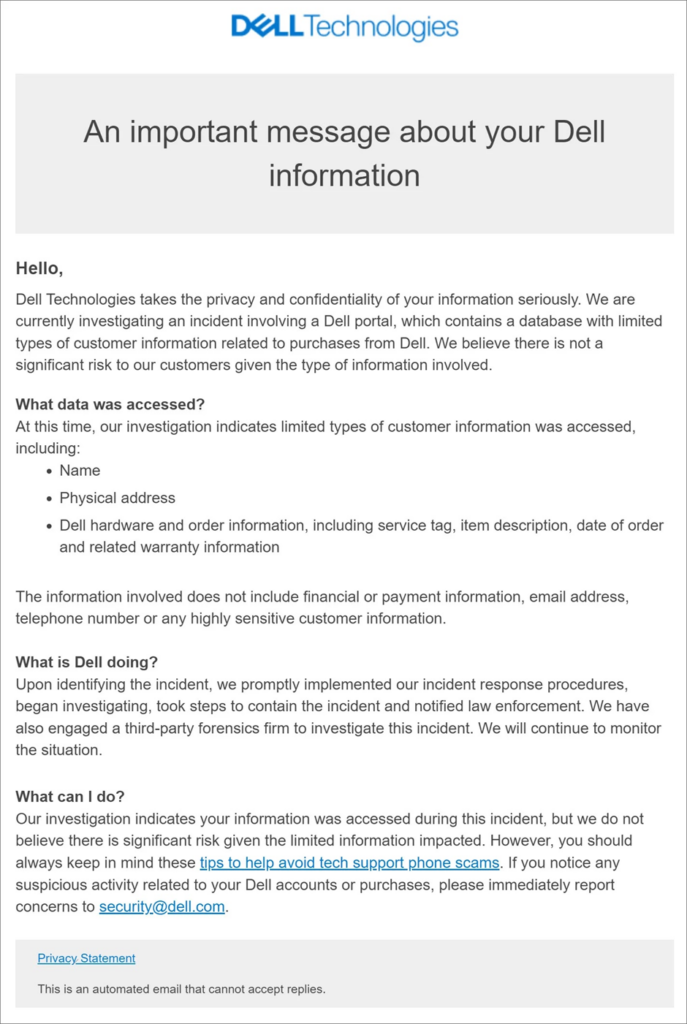 DELL Technologies
An important message about your Dell
information
Hello,
Dell Technologies takes the privacy and confidentiality of your information seriously. We are
currently investigating an incident involving a Dell portal, which contains a database with limited
types of customer information related to purchases from Dell. We believe there is not a
significant risk to our customers given the type of information involved.
What data was accessed?
At this time, our investigation indicates limited types of customer information was accessed,
including:
• Name
• Physical address
• Dell hardware and order information, including service tag, item description, date of order
and related warranty information
The information involved does not include financial or payment information, email address,
telephone number or any highly sensitive customer information.
What is Dell doing?
Upon identifying the incident, we promptly implemented our incident response procedures,
began investigating, took steps to contain the incident and notified law enforcement. We have
also engaged a third-party forensics firm to investigate this incident. We will continue to monitor
the situation.
What can I do?
Our investigation indicates your information was accessed during this incident, but we do not
believe there is significant risk given the limited information impacted. However, you should
always keep in mind these tips to help avoid tech support phone scams. If you notice any
suspicious activity related to your Dell accounts or purchases, please immediately report
concerns to security@dell.com.
Privacy Statement
This is an automated email that cannot accept replies.